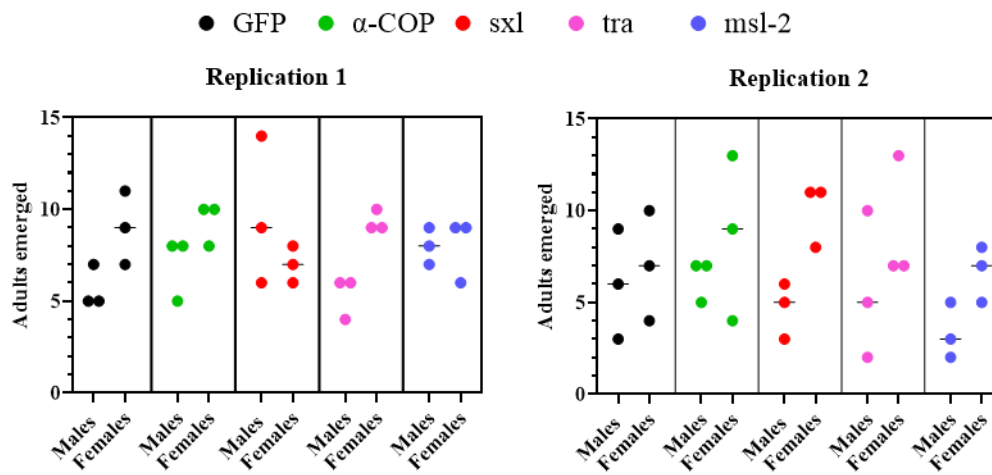 GFP α-COP sxl tra msl-2
Replication 1
Adults emerged
15
10
5
0
Males Females Males Females Males Females Males Females Males Females
Replication 2
Adults emerged
15
10
5
0
Males Females Males Females Males Females Males Females Males Females